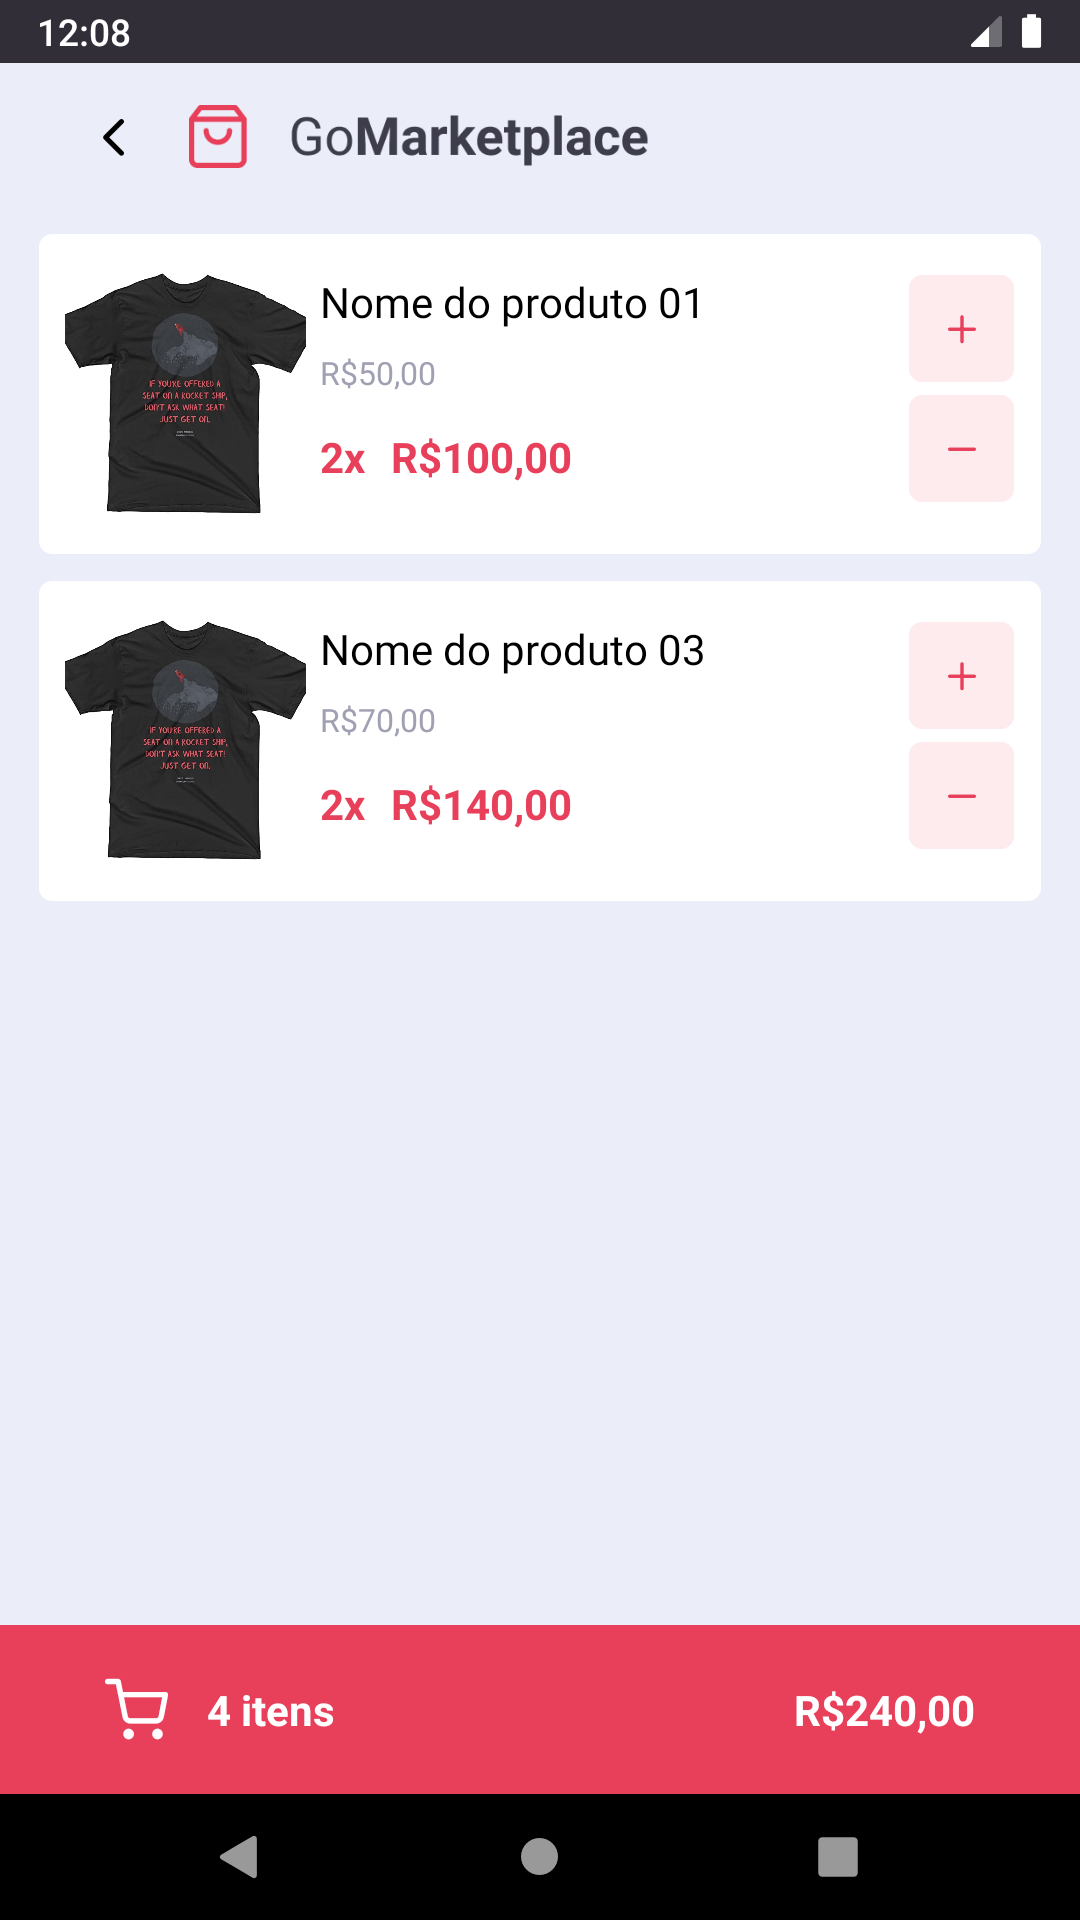 12:08
GoMarketplace
Nome do produto 01
R$50,00
2x R$100,00
IF YOU'RE OFFERED A
SEAT ON A ROCKET SHIP,
DON'T ASK WHAT SEAT!
JUST GET ON.
Nome do produto 03
R$70,00
2x R$140,00
IF YOU'RE OFFERED A
SEAT ON A ROCKET SHIP,
DON'T ASK WHAT SEAT!
JUST GET ON.
4 itens
R$240,00